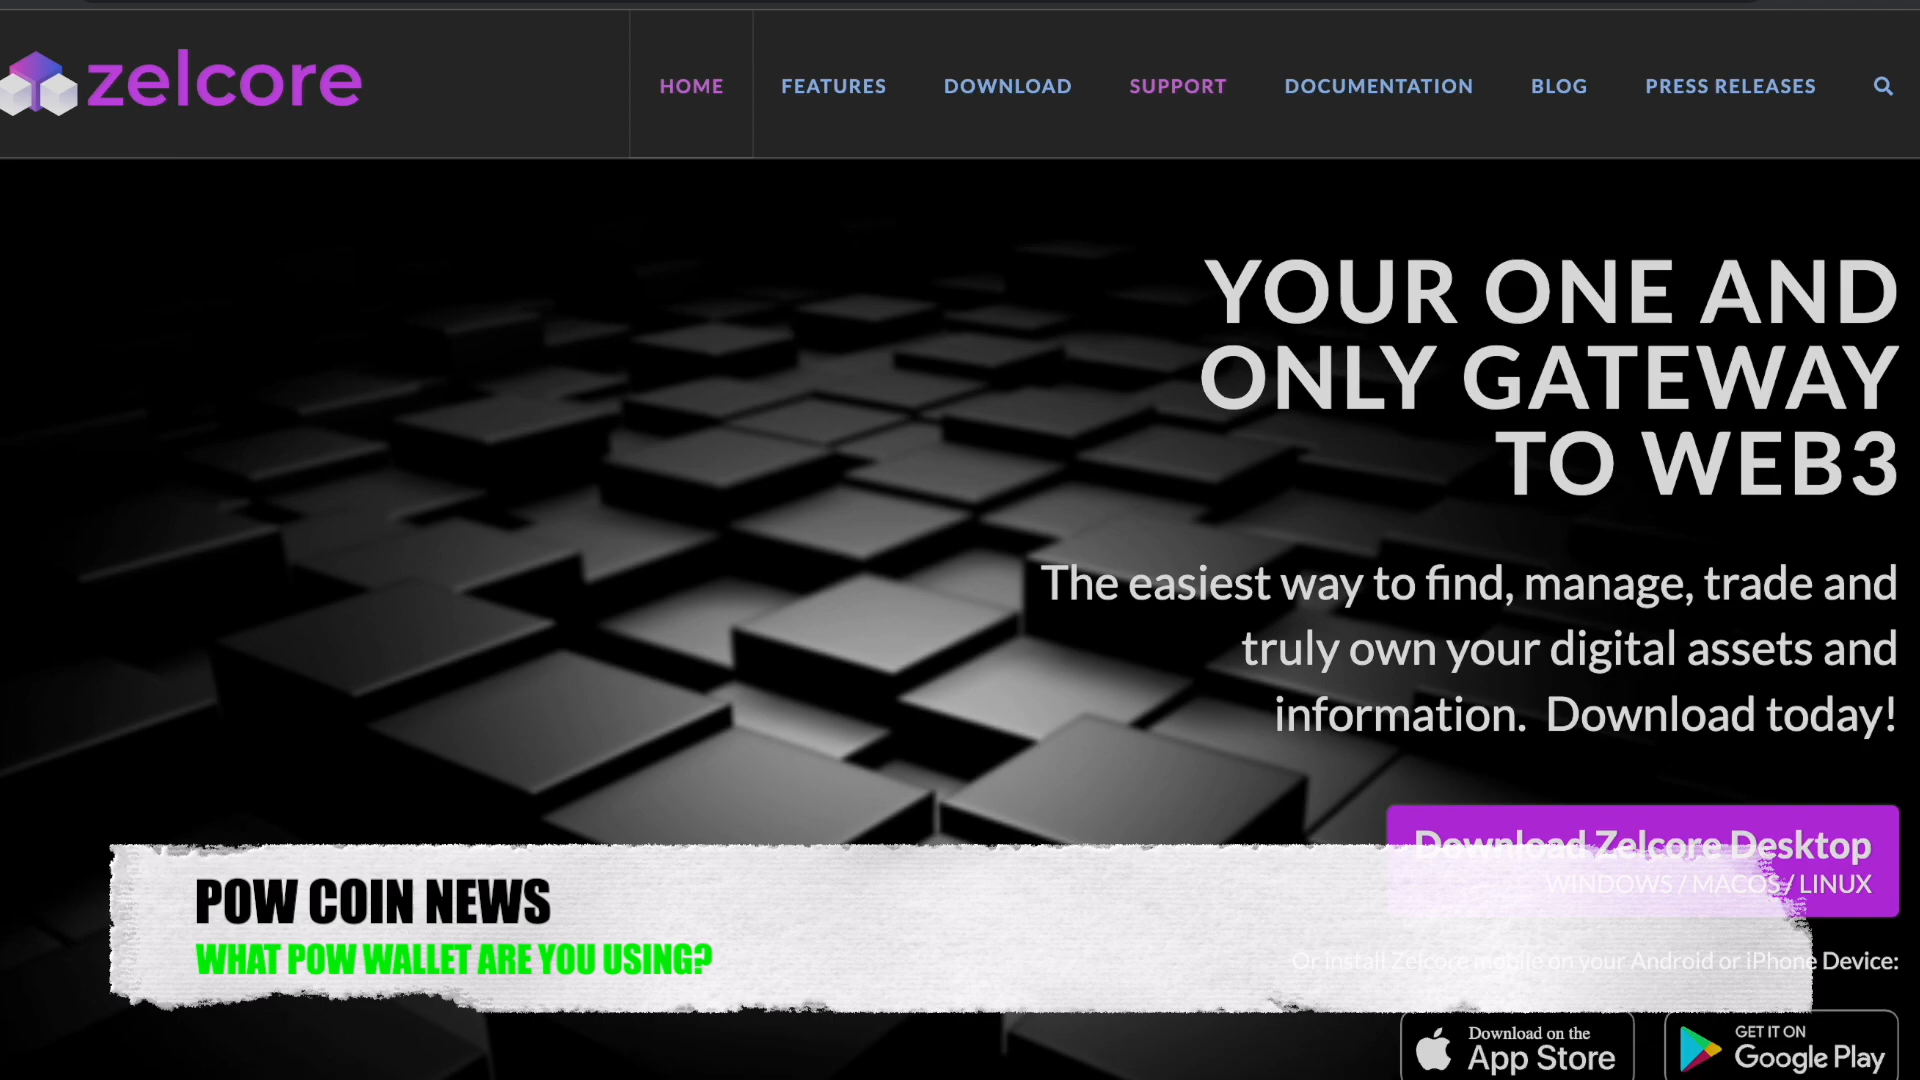 zelcore
HOME FEATURES DOWNLOAD SUPPORT DOCUMENTATION BLOG PRESS RELEASES
YOUR ONE AND
ONLY GATEWAY
TO WEB3
The easiest way to find, manage, trade and
truly own your digital assets and
information. Download today!
Download Zelcore Desktop
WINDOWS / MACOS / LINUX
POW COIN NEWS
WHAT POW WALLET ARE YOU USING?
Or install Zelcore mobile on your Android or iPhone Device:
Download on the
App Store
GET IT ON
Google Play